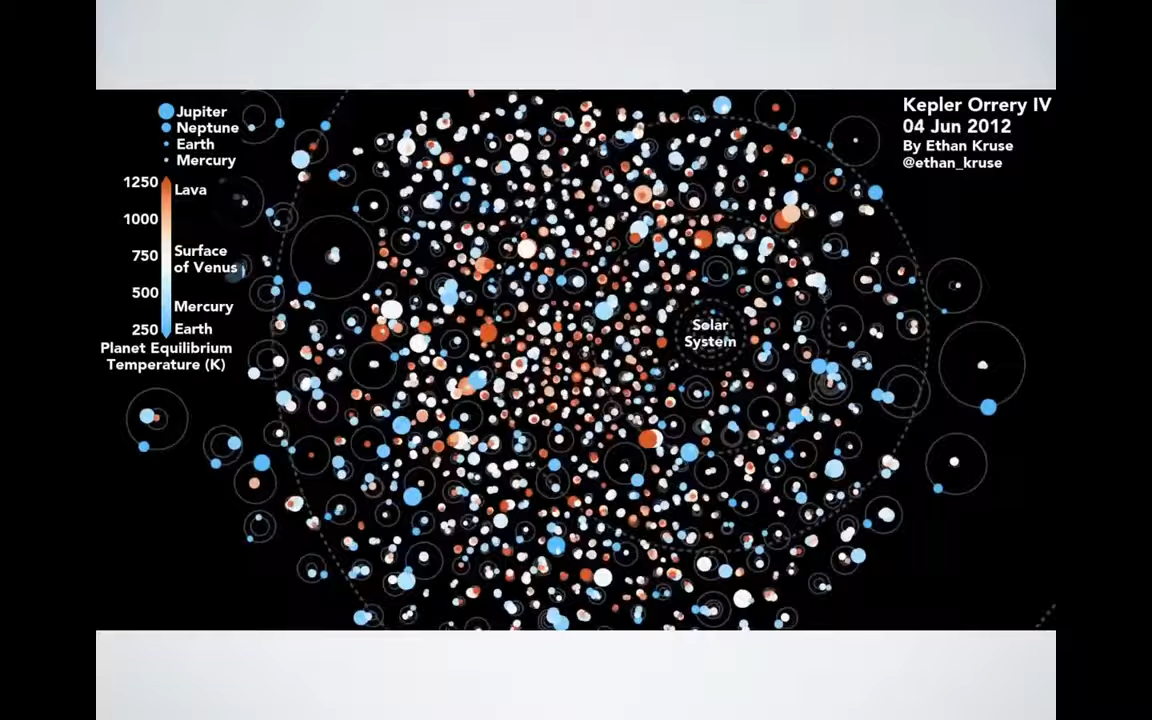 Jupiter
Neptune
Earth
Mercury
1250
Lava
1000
750
Surface
of Venus
500
Mercury
250
Earth
Planet Equilibrium
Temperature (K)
Solar
System
Kepler Orrery IV
04 Jun 2012
By Ethan Kruse
@ethan_kruse